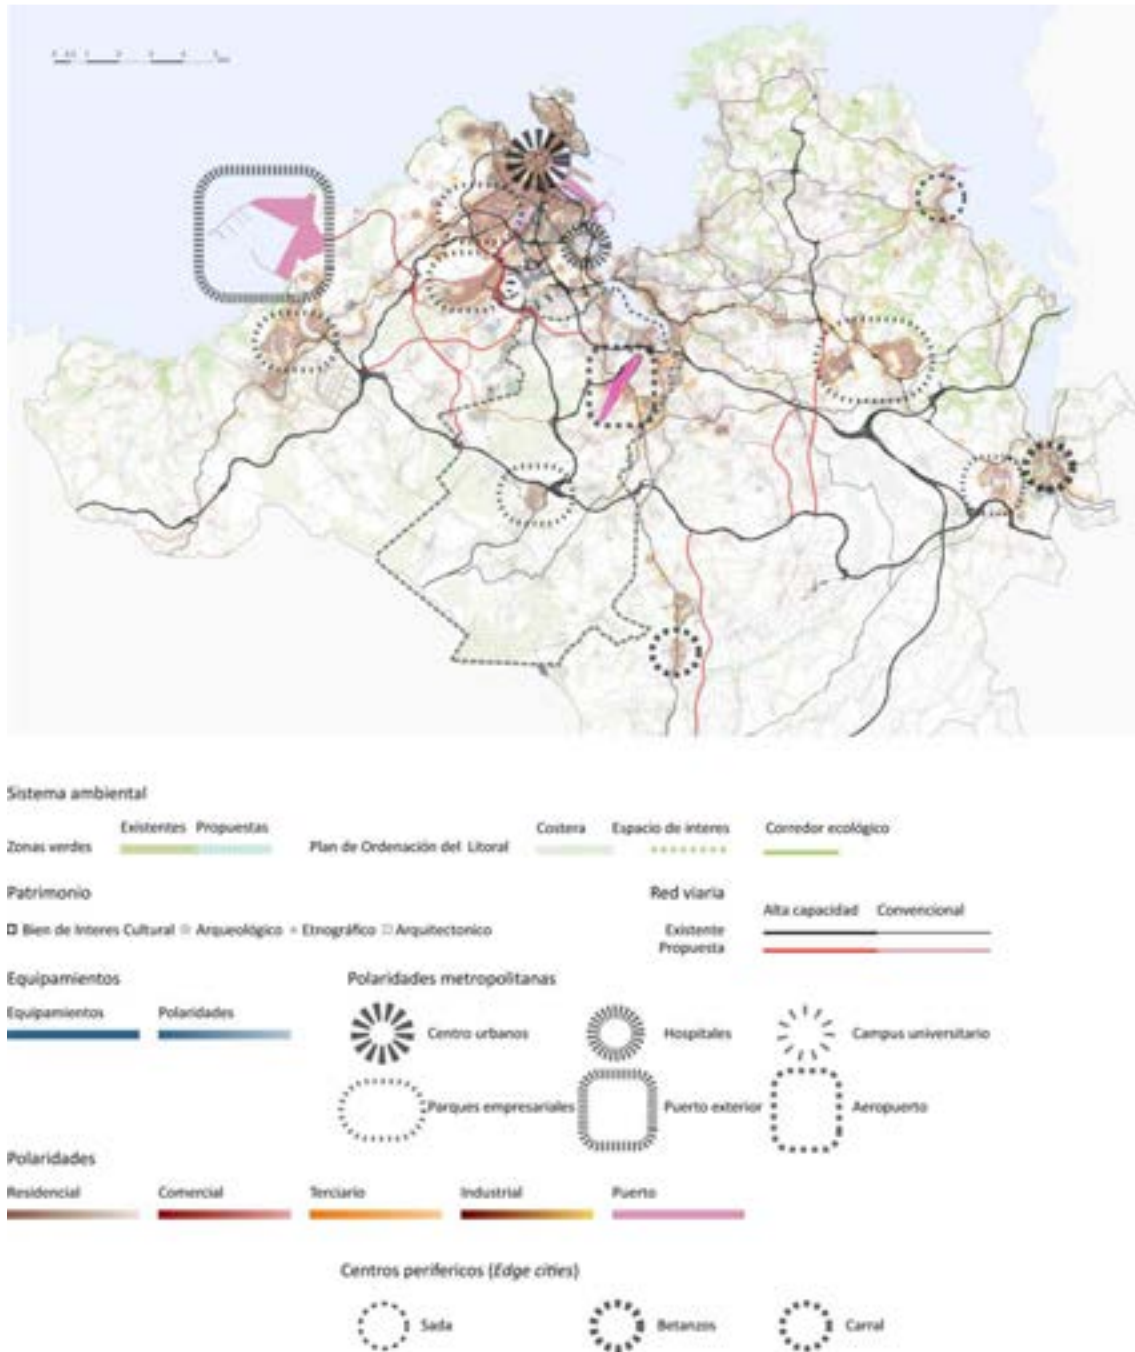 Sistema ambiental
Existentes Propuestas Costera Espacio de interes Corredor ecológico
Zonas verdes Plan de Ordenación del Litoral
Patrimonio Red viaria
Alta capacidad Convencional
Bien de Interes Cultural Arqueológico Etnográfico Arquitectonico Existente
Propuesta
Equipamientos Polaridades metropolitanas
Equipamientos Polaridades
Centro urbanos Hospitales Campus universitario
Parques empresariales Puerto exterior Aeropuerto
Polaridades
Residencial Comercial Terciario Industrial Puerto
Centros perifericos (Edge cities)
Sada Betanzos Carral